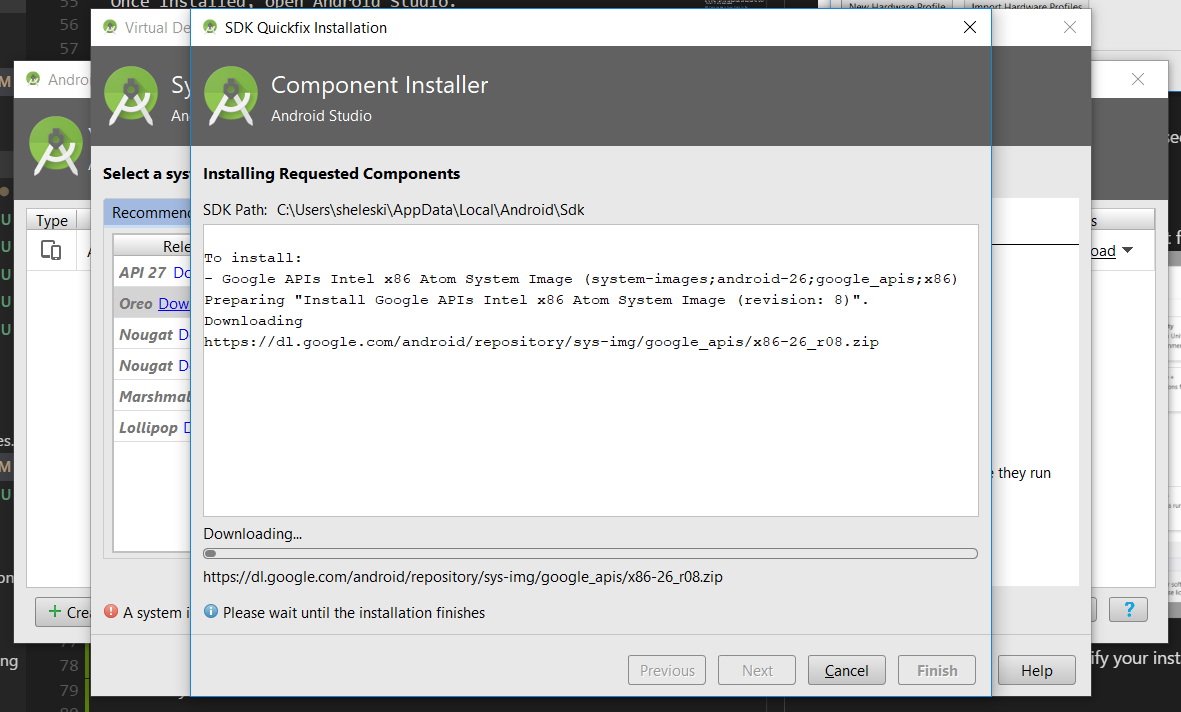 55
Once installed, open Android Studio.
56
57
New Hardware Profile
Import Hardware Profiles
Virtual De
SDK Quickfix Installation
Andro
Sy
An
Component Installer
Android Studio
Select a sys
Installing Requested Components
SDK Path: C:\Users\sheleski\AppData\Local\Android\Sdk
Type
Recommen
Rele
API 27 Do
Oreo Dow
Nougat D
Nougat D
Marshmal
Lollipop D
To install:
- Google APIs Intel x86 Atom System Image (system-images;android-26;google_apis;x86)
Preparing "Install Google APIs Intel x86 Atom System Image (revision: 8)".
Downloading
https://dl.google.com/android/repository/sys-img/google_apis/x86-26_r08.zip
s
oad
M
U
U
U
U
U
es.
M
U
on
e they run
Downloading...
https://dl.google.com/android/repository/sys-img/google_apis/x86-26_r08.zip
+ Crea
A system i
Please wait until the installation finishes
?
ng
78
79
ify your inst
Previous
Next
Cancel
Finish
Help